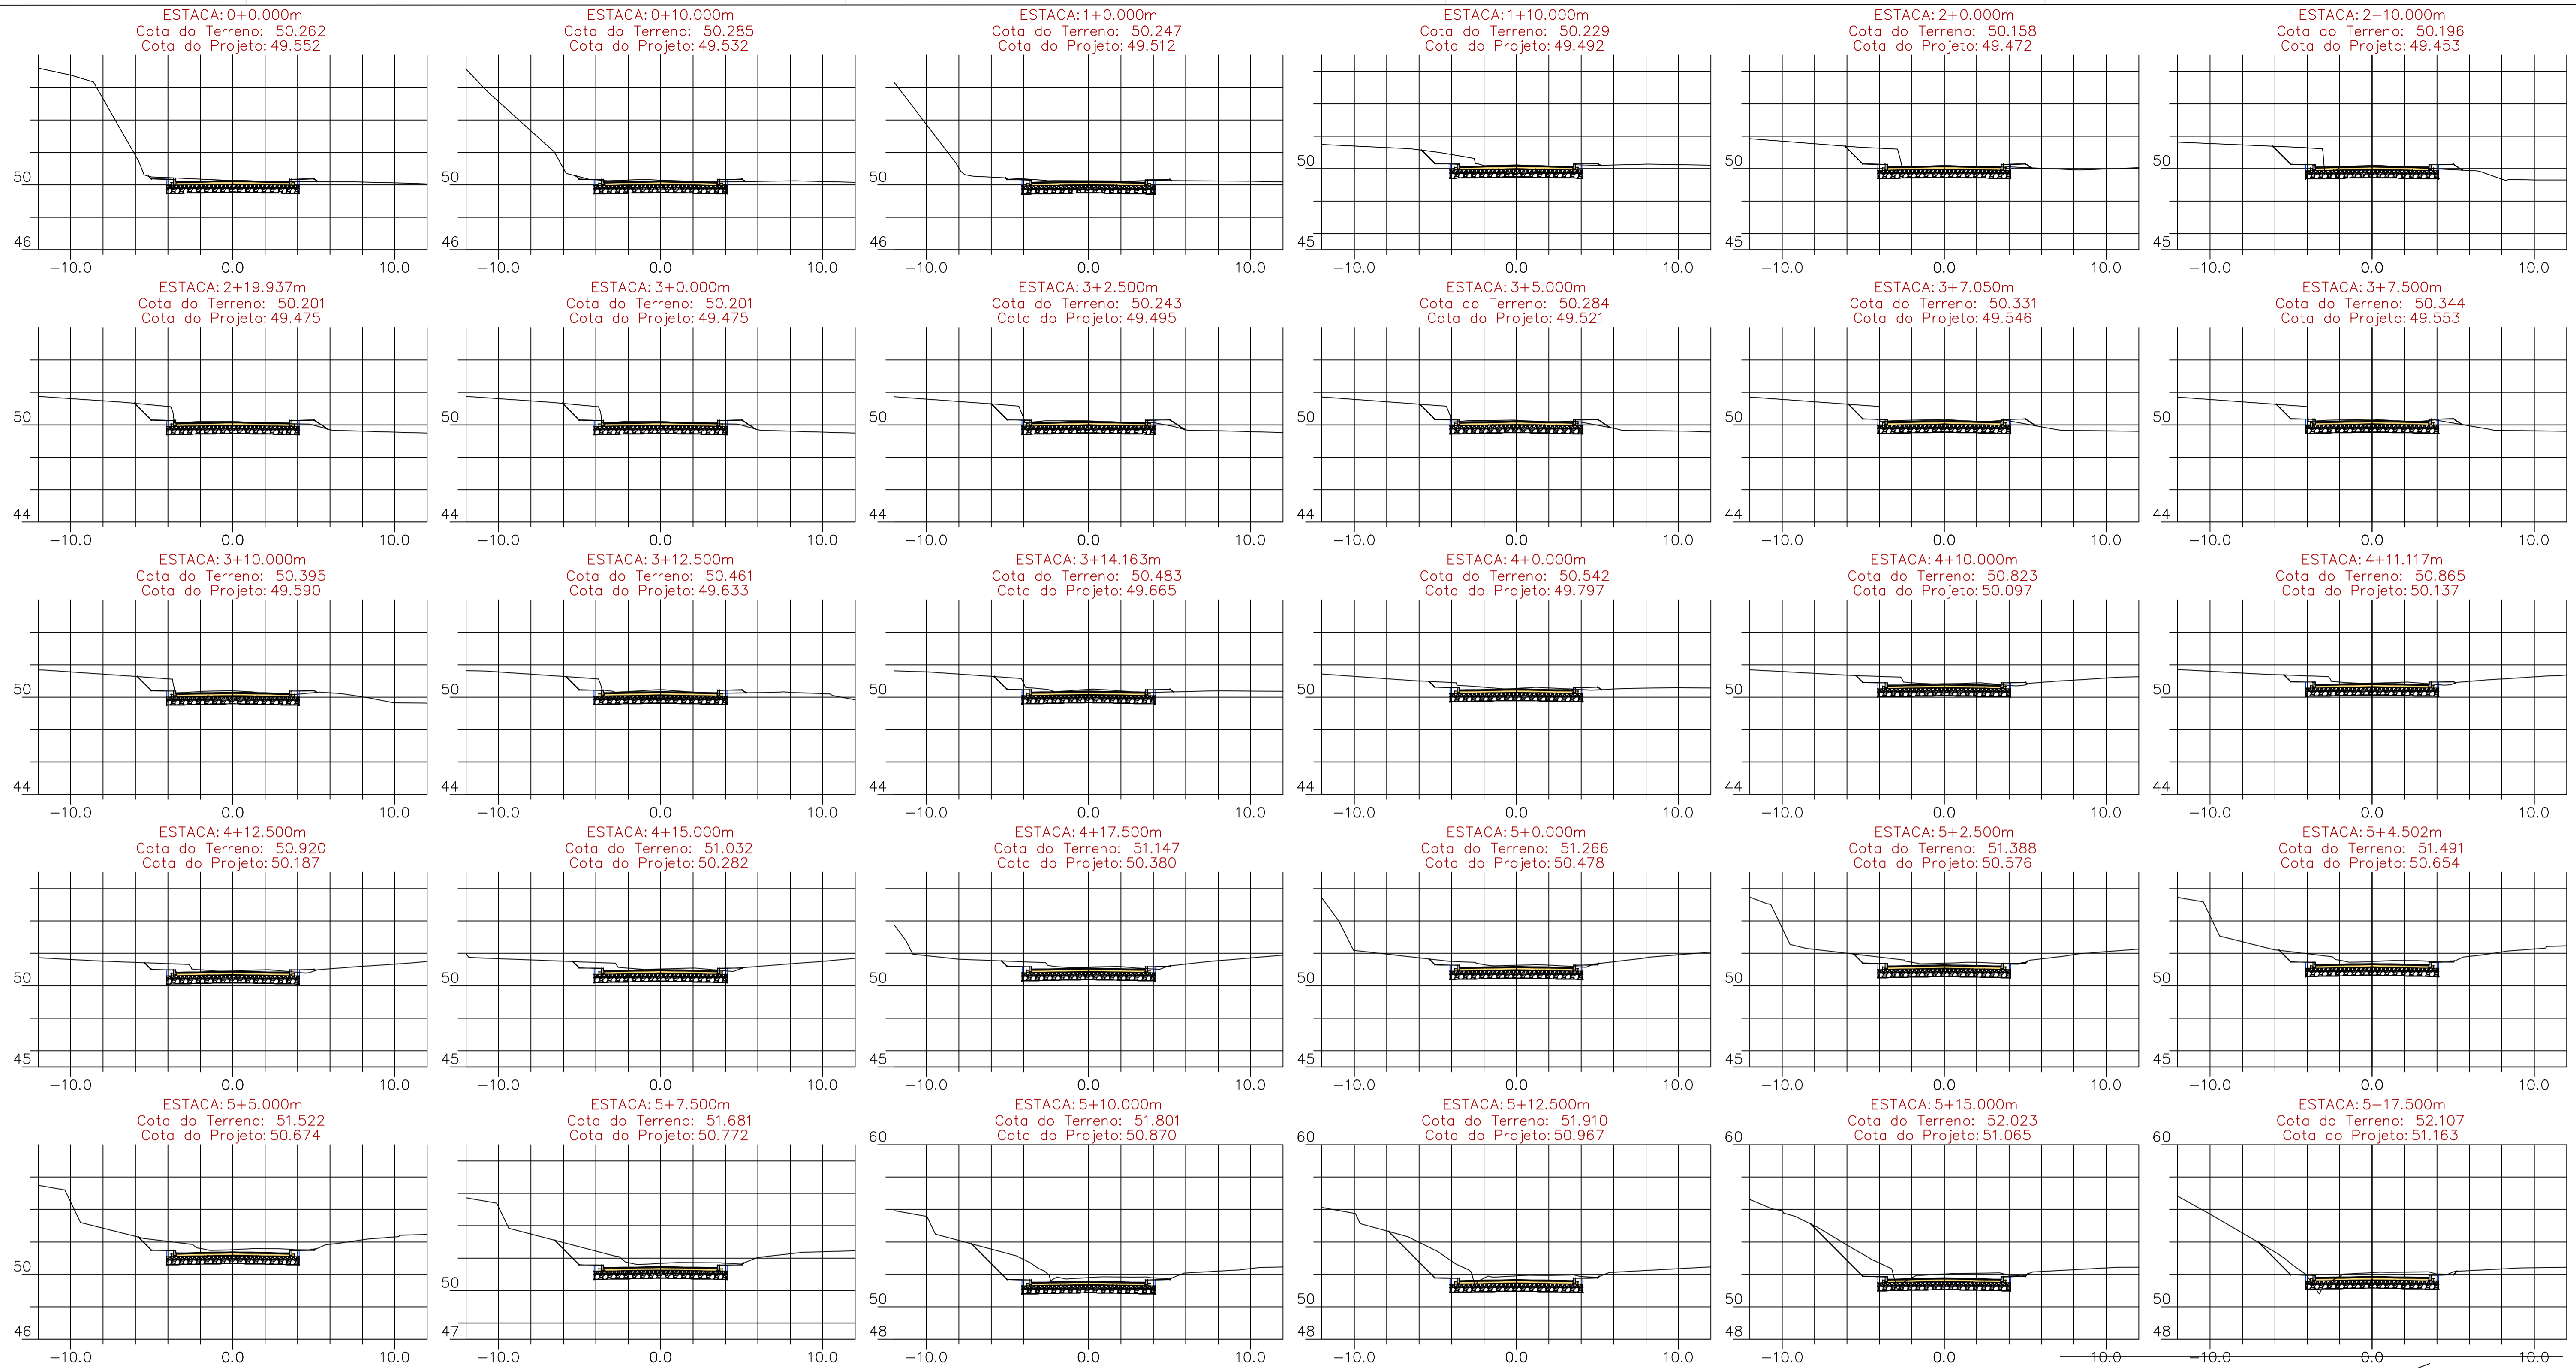 ESTACA: 0+0.000m
Cota do Terreno: 50.262
Cota do Projeto: 49.552
50
46
-10.0 0.0 10.0
ESTACA: 0+10.000m
Cota do Terreno: 50.285
Cota do Projeto: 49.532
50
46
-10.0 0.0 10.0
ESTACA: 1+0.000m
Cota do Terreno: 50.247
Cota do Projeto: 49.512
50
46
-10.0 0.0 10.0
ESTACA: 1+10.000m
Cota do Terreno: 50.229
Cota do Projeto: 49.492
50
45
-10.0 0.0 10.0
ESTACA: 2+0.000m
Cota do Terreno: 50.158
Cota do Projeto: 49.472
50
45
-10.0 0.0 10.0
ESTACA: 2+10.000m
Cota do Terreno: 50.196
Cota do Projeto: 49.453
50
45
-10.0 0.0 10.0
ESTACA: 2+19.937m
Cota do Terreno: 50.201
Cota do Projeto: 49.475
50
44
-10.0 0.0 10.0
ESTACA: 3+0.000m
Cota do Terreno: 50.201
Cota do Projeto: 49.475
50
44
-10.0 0.0 10.0
ESTACA: 3+2.500m
Cota do Terreno: 50.243
Cota do Projeto: 49.495
50
44
-10.0 0.0 10.0
ESTACA: 3+5.000m
Cota do Terreno: 50.284
Cota do Projeto: 49.521
50
44
-10.0 0.0 10.0
ESTACA: 3+7.050m
Cota do Terreno: 50.331
Cota do Projeto: 49.546
50
44
-10.0 0.0 10.0
ESTACA: 3+7.500m
Cota do Terreno: 50.344
Cota do Projeto: 49.553
50
44
-10.0 0.0 10.0
ESTACA: 3+10.000m
Cota do Terreno: 50.395
Cota do Projeto: 49.590
50
44
-10.0 0.0 10.0
ESTACA: 3+12.500m
Cota do Terreno: 50.461
Cota do Projeto: 49.633
50
44
-10.0 0.0 10.0
ESTACA: 3+14.163m
Cota do Terreno: 50.483
Cota do Projeto: 49.665
50
44
-10.0 0.0 10.0
ESTACA: 4+0.000m
Cota do Terreno: 50.542
Cota do Projeto: 49.797
50
44
-10.0 0.0 10.0
ESTACA: 4+10.000m
Cota do Terreno: 50.823
Cota do Projeto: 50.097
50
44
-10.0 0.0 10.0
ESTACA: 4+11.117m
Cota do Terreno: 50.865
Cota do Projeto: 50.137
50
44
-10.0 0.0 10.0
ESTACA: 4+12.500m
Cota do Terreno: 50.920
Cota do Projeto: 50.187
50
45
-10.0 0.0 10.0
ESTACA: 4+15.000m
Cota do Terreno: 51.032
Cota do Projeto: 50.282
50
45
-10.0 0.0 10.0
ESTACA: 4+17.500m
Cota do Terreno: 51.147
Cota do Projeto: 50.380
50
45
-10.0 0.0 10.0
ESTACA: 5+0.000m
Cota do Terreno: 51.266
Cota do Projeto: 50.478
50
45
-10.0 0.0 10.0
ESTACA: 5+2.500m
Cota do Terreno: 51.388
Cota do Projeto: 50.576
50
45
-10.0 0.0 10.0
ESTACA: 5+4.502m
Cota do Terreno: 51.491
Cota do Projeto: 50.654
50
45
-10.0 0.0 10.0
ESTACA: 5+5.000m
Cota do Terreno: 51.522
Cota do Projeto: 50.674
50
46
-10.0 0.0 10.0
ESTACA: 5+7.500m
Cota do Terreno: 51.681
Cota do Projeto: 50.772
50
47
-10.0 0.0 10.0
ESTACA: 5+10.000m
Cota do Terreno: 51.801
Cota do Projeto: 50.870
60
50
48
-10.0 0.0 10.0
ESTACA: 5+12.500m
Cota do Terreno: 51.910
Cota do Projeto: 50.967
60
50
48
-10.0 0.0 10.0
ESTACA: 5+15.000m
Cota do Terreno: 52.023
Cota do Projeto: 51.065
60
50
48
-10.0 0.0 10.0
ESTACA: 5+17.500m
Cota do Terreno: 52.107
Cota do Projeto: 51.163
60
50
48
-10.0 0.0 10.0